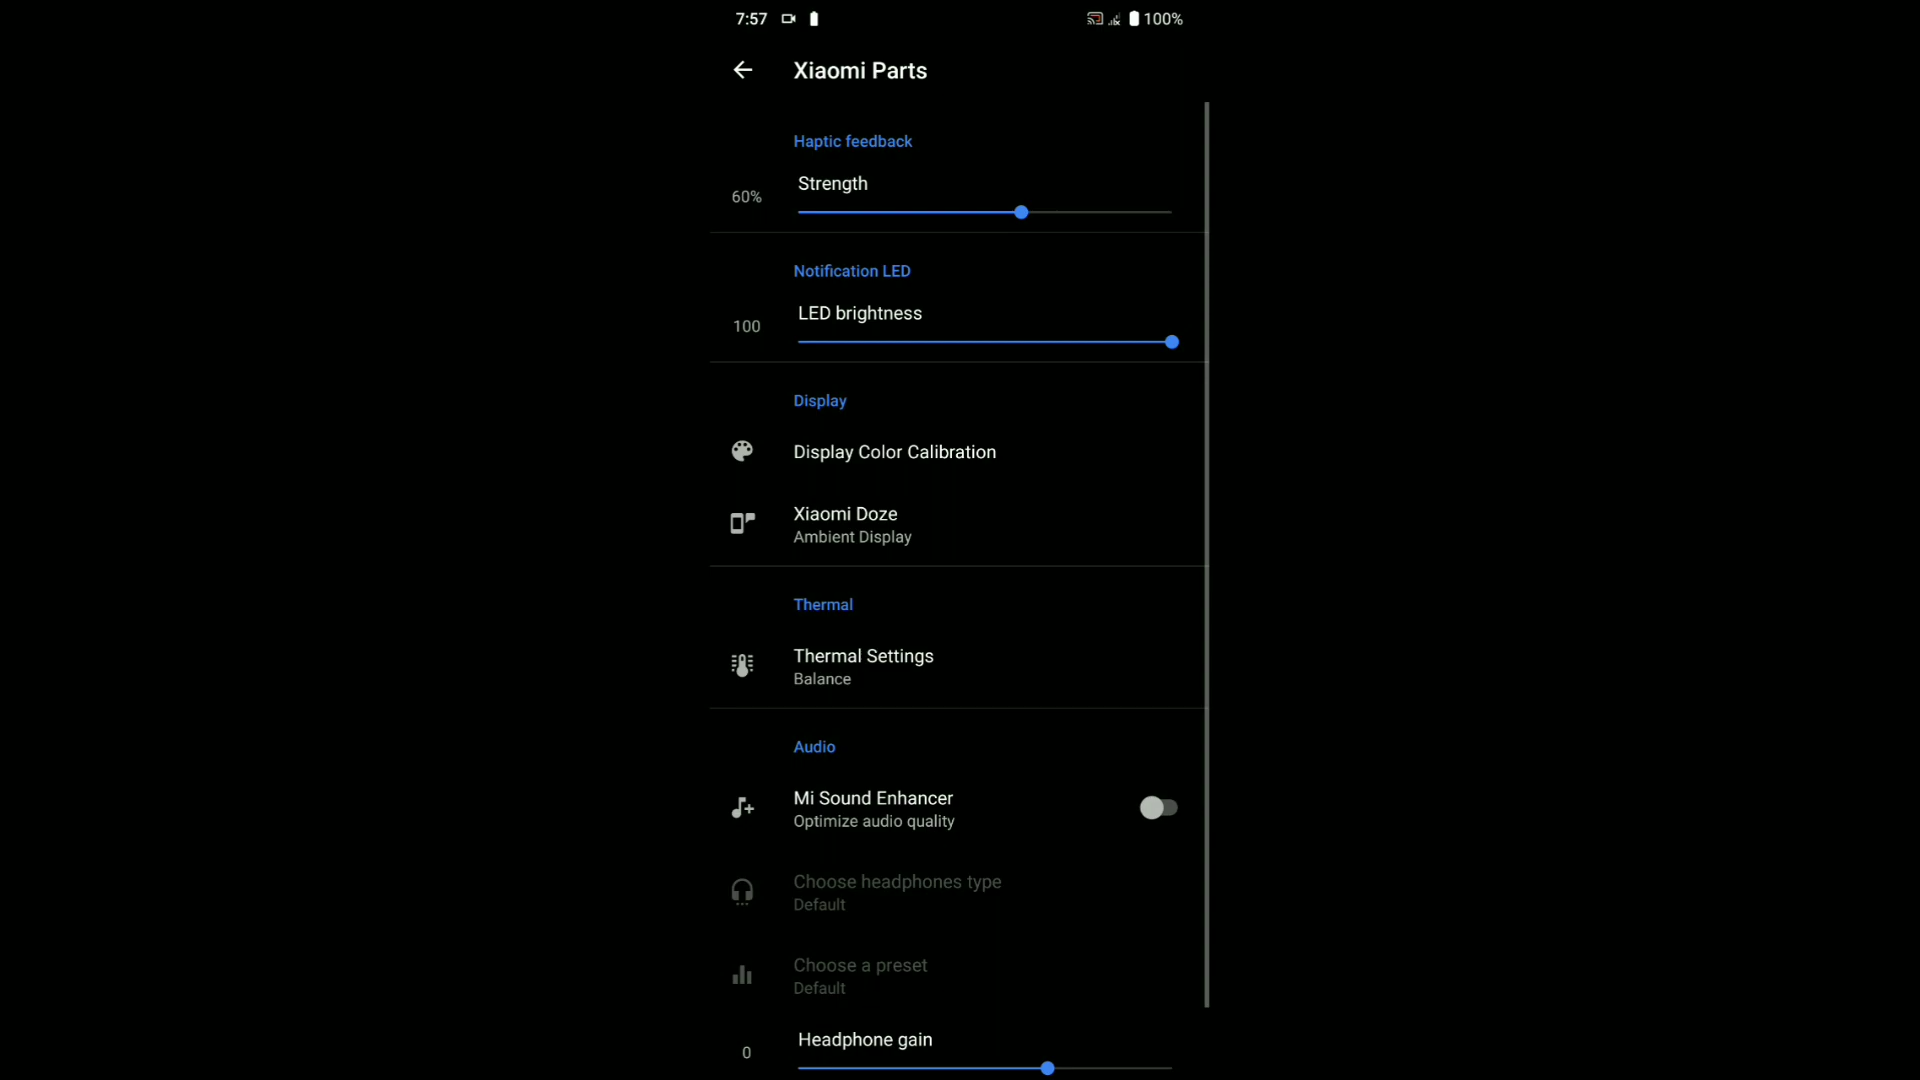 7:57 100%
Xiaomi Parts
Haptic feedback
Strength
60%
Notification LED
LED brightness
100
Display
Display Color Calibration
Xiaomi Doze
Ambient Display
Thermal
Thermal Settings
Balance
Audio
Mi Sound Enhancer
Optimize audio quality
Choose headphones type
Default
Choose a preset
Default
Headphone gain
0